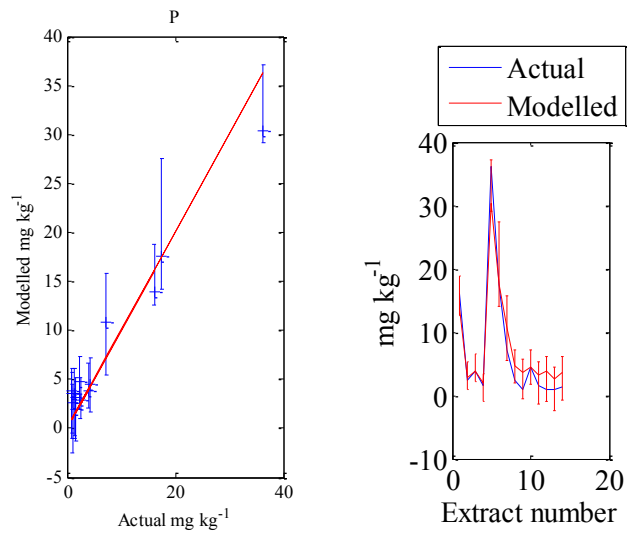 P
40
35
30
25
20
15
10
5
0
-5
Modelled mg kg⁻¹
0 20 40
Actual mg kg⁻¹
Actual
Modelled
40
30
20
10
0
-10
mg kg⁻¹
0 10 20
Extract number